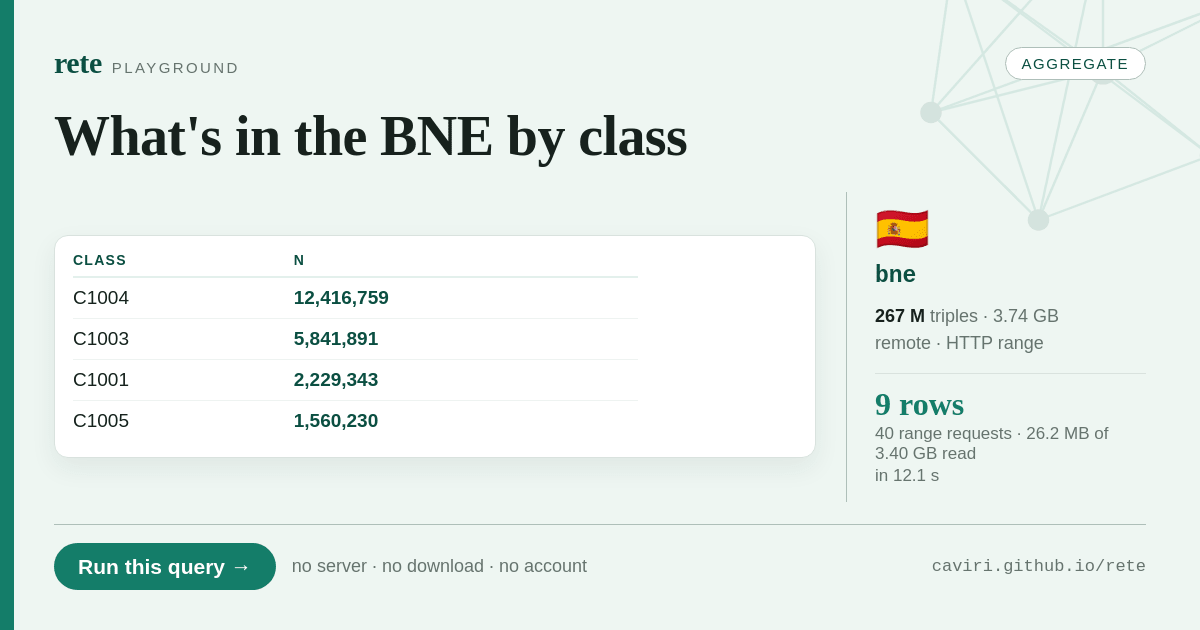 rete PLAYGROUND
AGGREGATE
What's in the BNE by class
CLASS N
C1004 12,416,759
C1003 5,841,891
C1001 2,229,343
C1005 1,560,230
bne
267 M triples · 3.74 GB
remote · HTTP range
9 rows
40 range requests · 26.2 MB of
3.40 GB read
in 12.1 s
Run this query →
no server · no download · no account
caviri.github.io/rete